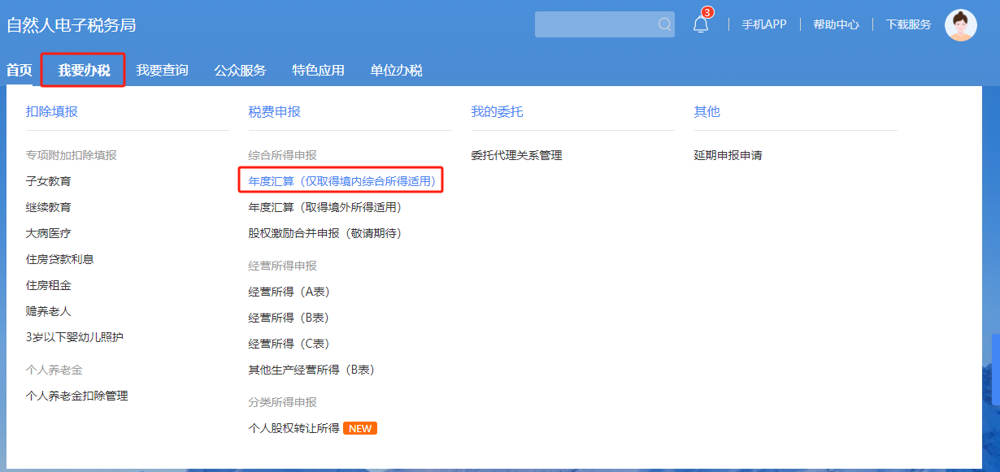 自然人电子税务局
3
手机APP
帮助中心
下载服务
首页
我要办税
我要查询
公众服务
特色应用
单位办税
扣除填报
专项附加扣除填报
子女教育
继续教育
大病医疗
住房贷款利息
住房租金
赡养老人
3岁以下婴幼儿照护
个人养老金
个人养老金扣除管理
税费申报
综合所得申报
年度汇算（仅取得境内综合所得适用）
年度汇算（取得境外所得适用）
股权激励合并申报（敬请期待）
经营所得申报
经营所得（A表）
经营所得（B表）
经营所得（C表）
其他生产经营所得（B表）
分类所得申报
个人股权转让所得 NEW
我的委托
委托代理关系管理
其他
延期申报申请